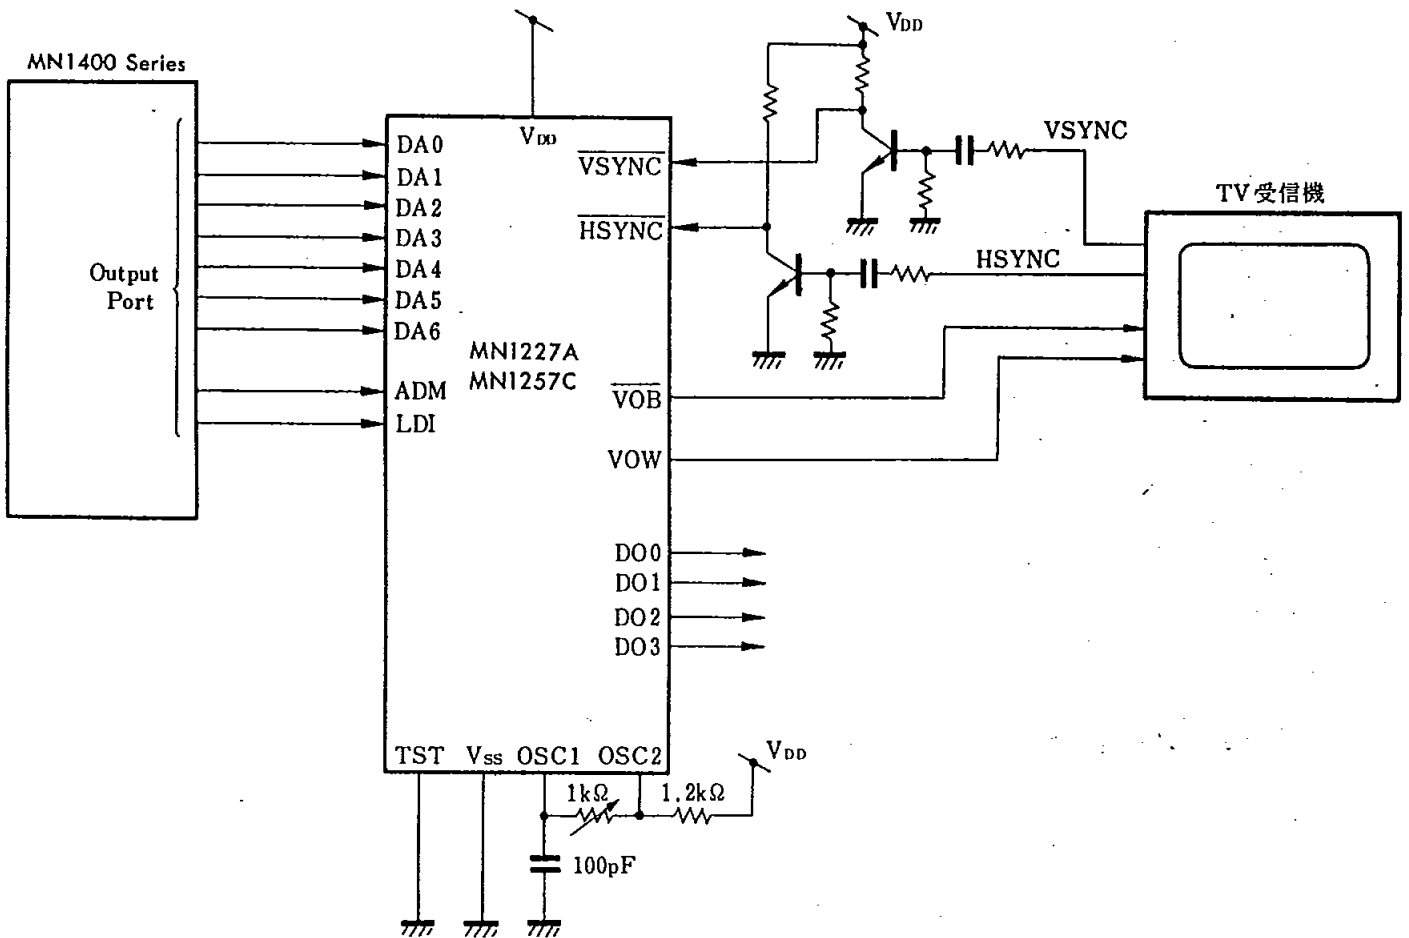 MN1400 Series
Output
Port
VDD
DA0
DA1
DA2
DA3
DA4
DA5
DA6
ADM
LDI
MN1227A
MN1257C
VSYNC
HSYNC
VOB
VOW
DO0
DO1
DO2
DO3
TST
VSS
OSC1
OSC2
VDD
VSYNC
HSYNC
TV受信機
1kΩ
1.2kΩ
VDD
100pF